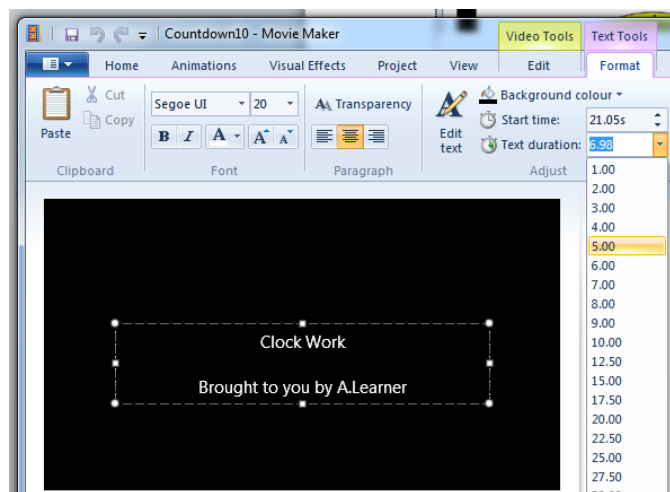 Countdown10 - Movie Maker
Video Tools
Text Tools
Home
Animations
Visual Effects
Project
View
Edit
Format
Paste
Cut
Copy
Clipboard
Segoe UI
20
B I A A A
Font
Transparency
Paragraph
Edit
text
Background colour
Start time: 21.05s
Text duration: 6.98
Adjust
1.00
2.00
3.00
4.00
5.00
6.00
7.00
8.00
9.00
10.00
12.50
15.00
17.50
20.00
22.50
25.00
27.50
Clock Work
Brought to you by A.Learner